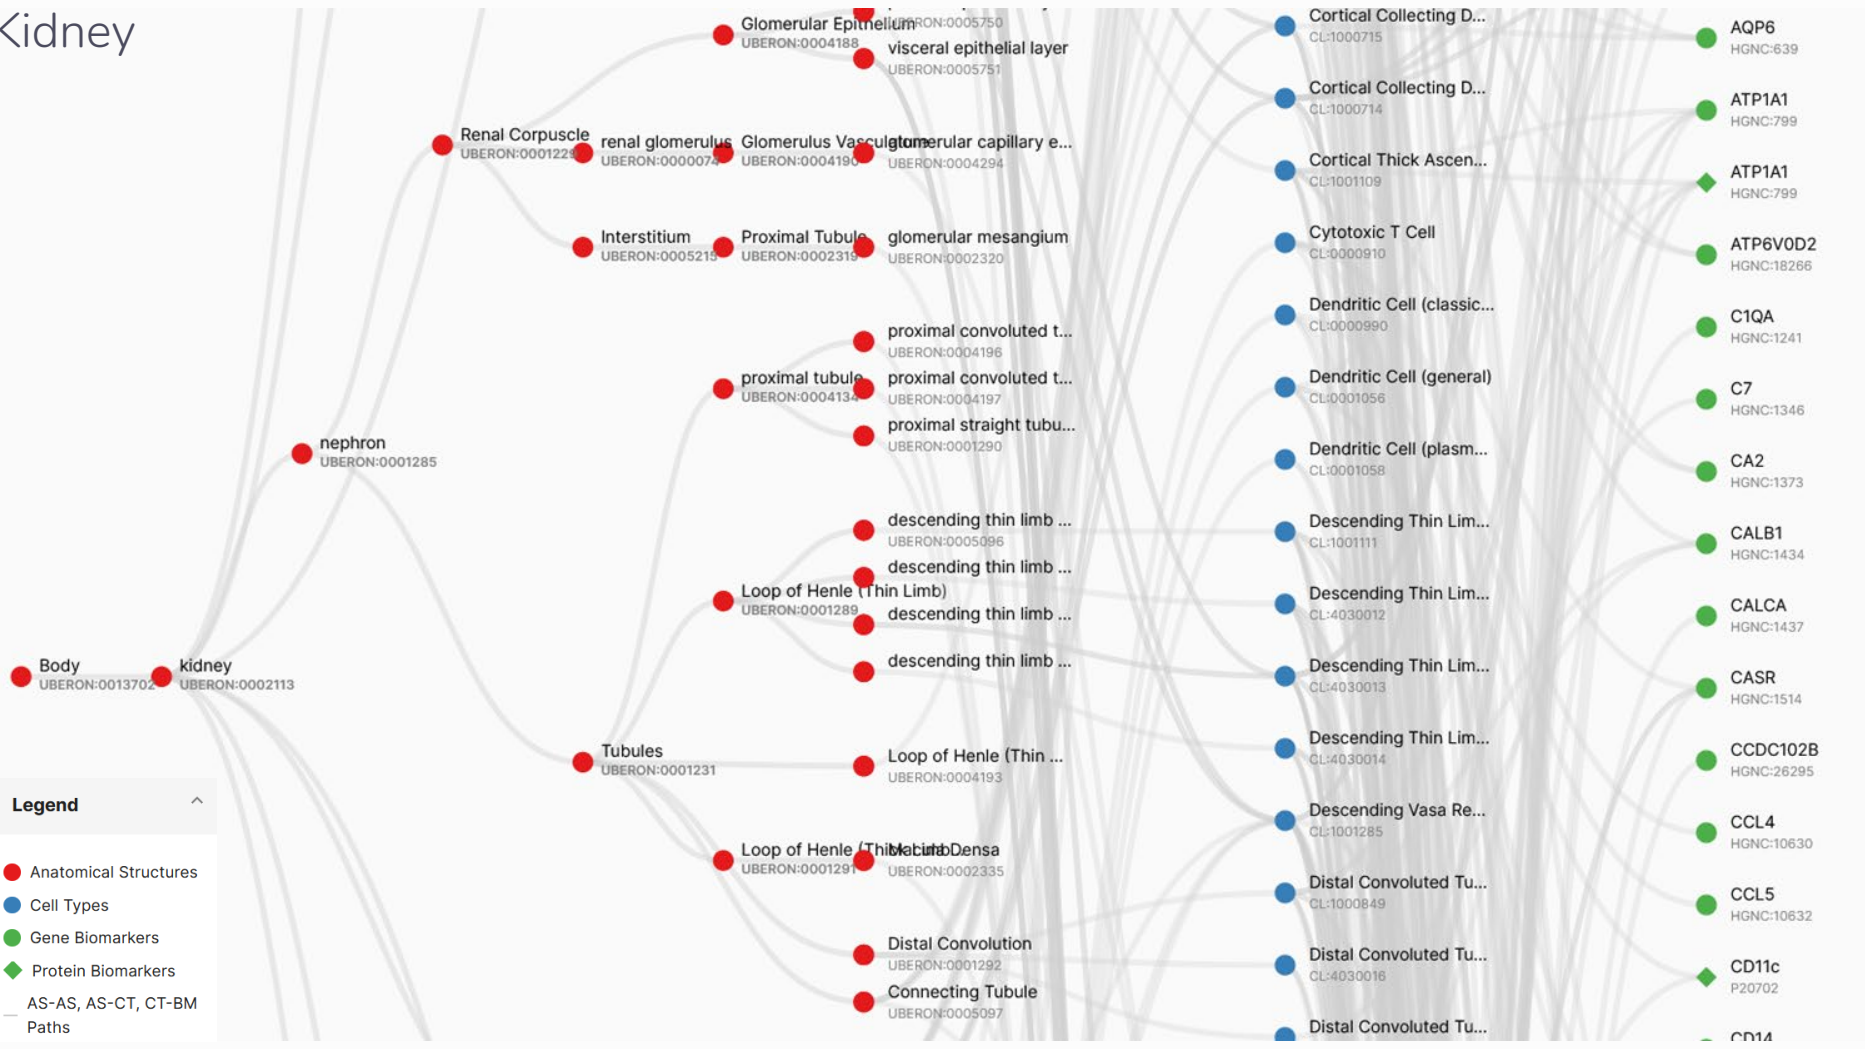 Kidney
Glomerular Epithelium
UBERON:0004188
UBERON:0005750
visceral epithelial layer
UBERON:0005751
Renal Corpuscle
UBERON:0001229
renal glomerulus
UBERON:0000074
Glomerulus Vasculature
UBERON:0004190
glomerular capillary e...
UBERON:0004294
Interstitium
UBERON:0005215
Proximal Tubule
UBERON:0002319
glomerular mesangium
UBERON:0002320
proximal convoluted t...
UBERON:0004196
proximal tubule
UBERON:0004134
proximal convoluted t...
UBERON:0004197
proximal straight tubu...
UBERON:0001290
nephron
UBERON:0001285
descending thin limb ...
UBERON:0005096
descending thin limb ...
Loop of Henle (Thin Limb)
UBERON:0001289
descending thin limb ...
descending thin limb ...
Body
UBERON:0013702
kidney
UBERON:0002113
Tubules
UBERON:0001231
Loop of Henle (Thin ...
UBERON:0004193
Loop of Henle (Thick Limb)
UBERON:0001291
Macula Densa
UBERON:0002335
Distal Convolution
UBERON:0001292
Connecting Tubule
UBERON:0005097
Cortical Collecting D...
CL:1000715
Cortical Collecting D...
CL:1000714
Cortical Thick Ascen...
CL:1001109
Cytotoxic T Cell
CL:0000910
Dendritic Cell (classic...
CL:0000990
Dendritic Cell (general)
CL:0001056
Dendritic Cell (plasm...
CL:0001058
Descending Thin Lim...
CL:1001111
Descending Thin Lim...
CL:4030012
Descending Thin Lim...
CL:4030013
Descending Thin Lim...
CL:4030014
Descending Vasa Re...
CL:1001285
Distal Convoluted Tu...
CL:1000849
Distal Convoluted Tu...
CL:4030016
Distal Convoluted Tu...
AQP6
HGNC:639
ATP1A1
HGNC:799
ATP1A1
HGNC:799
ATP6V0D2
HGNC:18266
C1QA
HGNC:1241
C7
HGNC:1346
CA2
HGNC:1373
CALB1
HGNC:1434
CALCA
HGNC:1437
CASR
HGNC:1514
CCDC102B
HGNC:26295
CCL4
HGNC:10630
CCL5
HGNC:10632
CD11c
P20702
CD14
Legend
Anatomical Structures
Cell Types
Gene Biomarkers
Protein Biomarkers
AS-AS, AS-CT, CT-BM
Paths